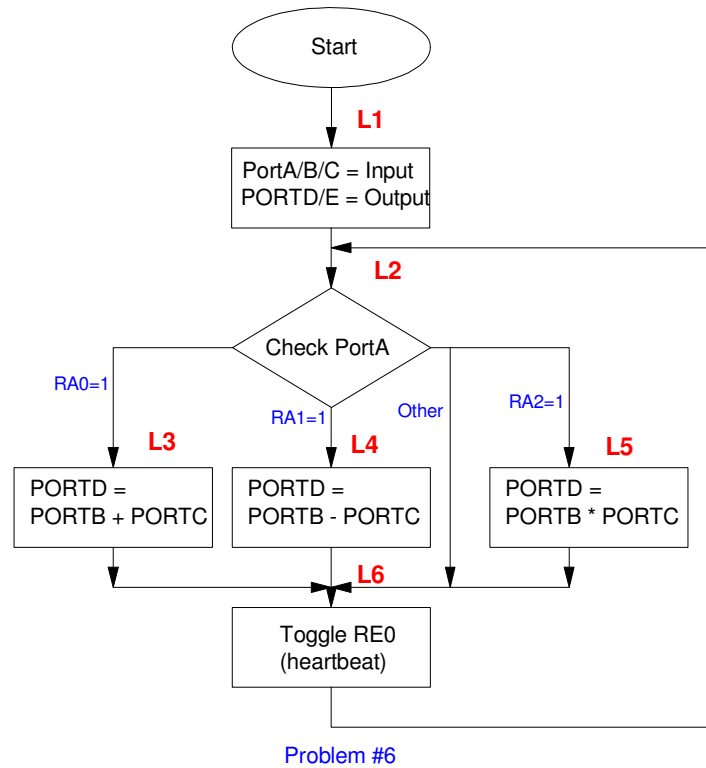 Start
L1
PortA/B/C = Input
PORTD/E = Output
L2
Check PortA
RA0=1
RA1=1
Other
RA2=1
L3
L4
L5
PORTD =
PORTB + PORTC
PORTD =
PORTB - PORTC
PORTD =
PORTB * PORTC
L6
Toggle RE0
(heartbeat)
Problem #6